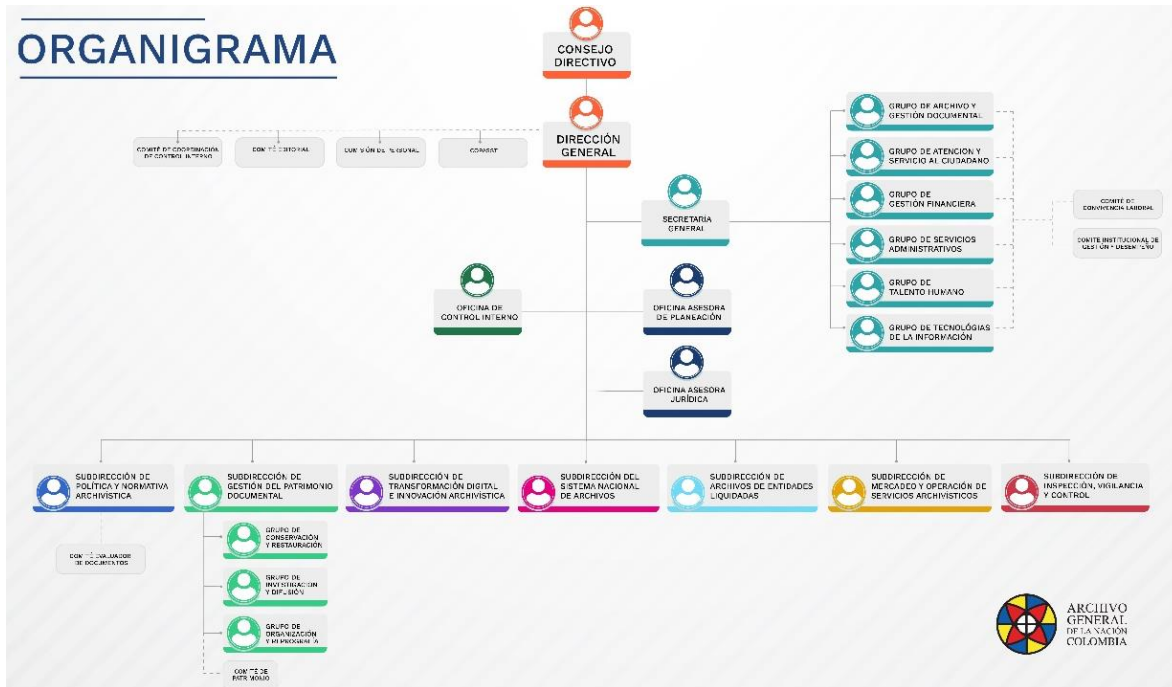 ORGANIGRAMA
CONSEJO
DIRECTIVO
DIRECCIÓN
GENERAL
COMITÉ DE COORDINACIÓN
DE CONTROL INTERNO
COMITÉ EDITORIAL
COMISIÓN DE PERSONAL
COPASST
SECRETARÍA
GENERAL
GRUPO DE ARCHIVO Y
GESTIÓN DOCUMENTAL
GRUPO DE ATENCIÓN Y
SERVICIO AL CIUDADANO
GRUPO DE
GESTIÓN FINANCIERA
GRUPO DE SERVICIOS
ADMINISTRATIVOS
GRUPO DE
TALENTO HUMANO
GRUPO DE TECNOLÓGIAS
DE LA INFORMACIÓN
COMITÉ DE
CONVIVENCIA LABORAL
COMITÉ INSTITUCIONAL DE
GESTIÓN Y DESEMPEÑO
OFICINA DE
CONTROL INTERNO
OFICINA ASESORA
DE PLANEACIÓN
OFICINA ASESORA
JURÍDICA
SUBDIRECCIÓN DE
POLÍTICA Y NORMATIVA
ARCHIVÍSTICA
SUBDIRECCIÓN DE
GESTIÓN DEL PATRIMONIO
DOCUMENTAL
SUBDIRECCIÓN DE
TRANSFORMACIÓN DIGITAL
E INNOVACIÓN ARCHIVÍSTICA
SUBDIRECCIÓN DEL
SISTEMA NACIONAL
DE ARCHIVOS
SUBDIRECCIÓN DE
ARCHIVOS DE ENTIDADES
LIQUIDADAS
SUBDIRECCIÓN DE
MERCADEO Y OPERACIÓN DE
SERVICIOS ARCHIVÍSTICOS
SUBDIRECCIÓN DE
INSPECCIÓN, VIGILANCIA
Y CONTROL
COMITÉ EVALUADOR
DE DOCUMENTOS
GRUPO DE
CONSERVACIÓN
Y RESTAURACIÓN
GRUPO DE
INVESTIGACIÓN
Y DIFUSIÓN
GRUPO DE
ORGANIZACIÓN
Y REPROGRAFÍA
COMITÉ DE
PATRIMONIO
ARCHIVO
GENERAL
DE LA NACIÓN
COLOMBIA